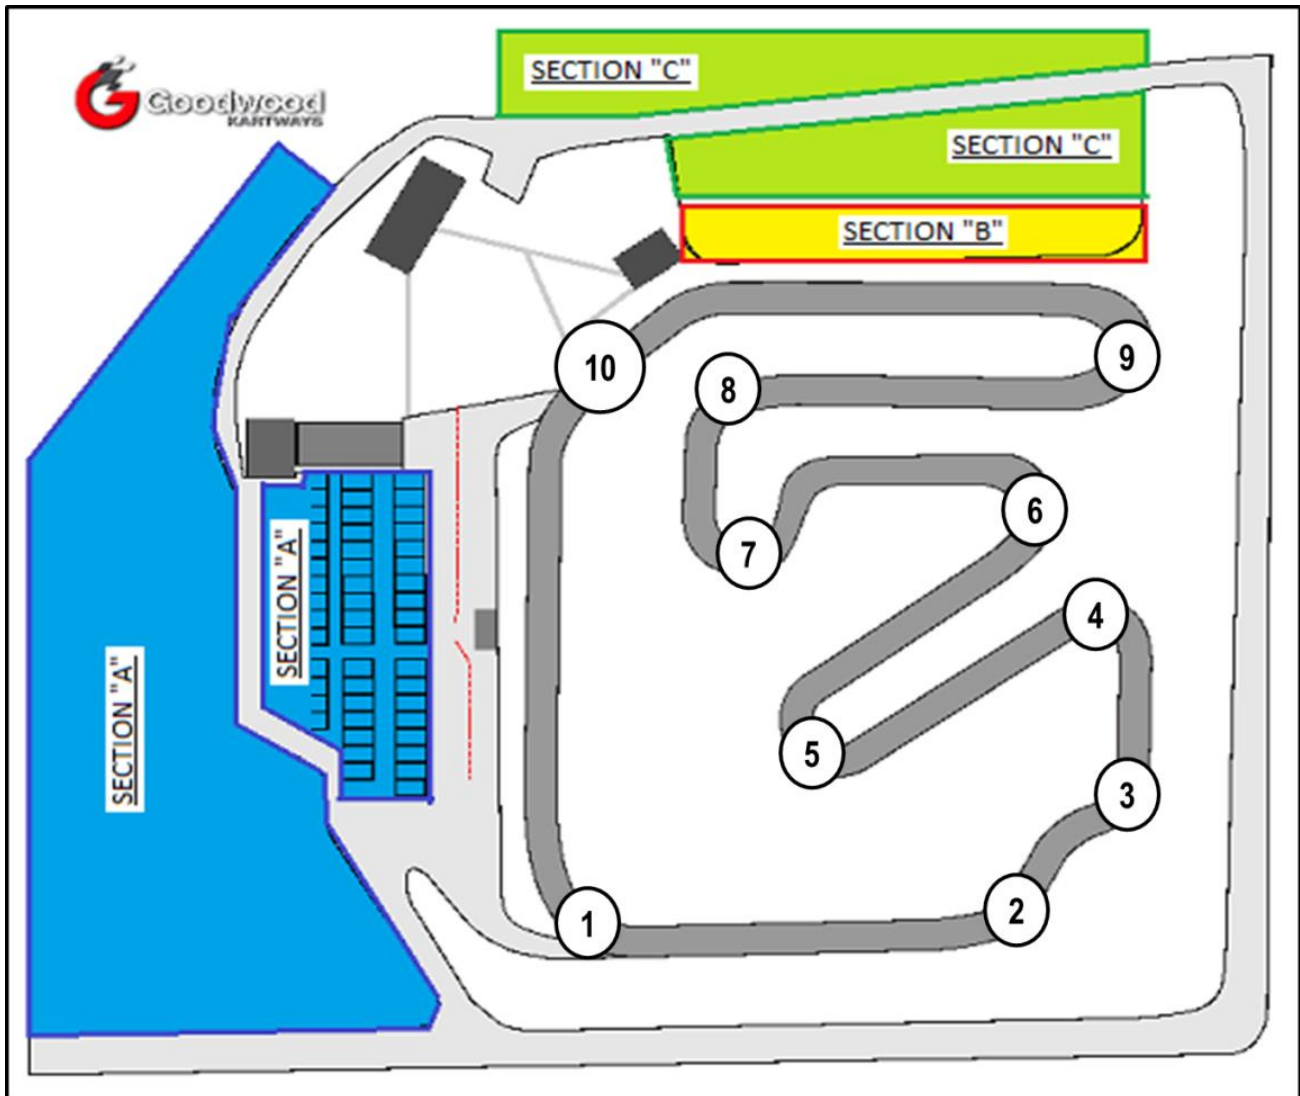 SECTION "C"
Goodwood
KARTWAYS
SECTION "C"
SECTION "B"
10
9
8
6
7
SECTION "A"
4
SECTION "A"
5
3
2
1